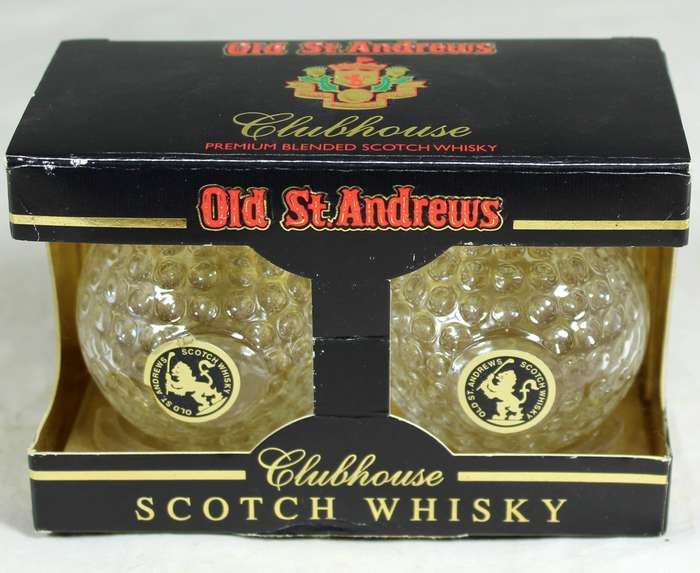 Old St. Andrews
Clubhouse
PREMIUM BLENDED SCOTCH WHISKY
Old St. Andrews
OLD ST. ANDREWS SCOTCH WHISKY
OLD ST. ANDREWS SCOTCH WHISKY
Clubhouse
SCOTCH WHISKY